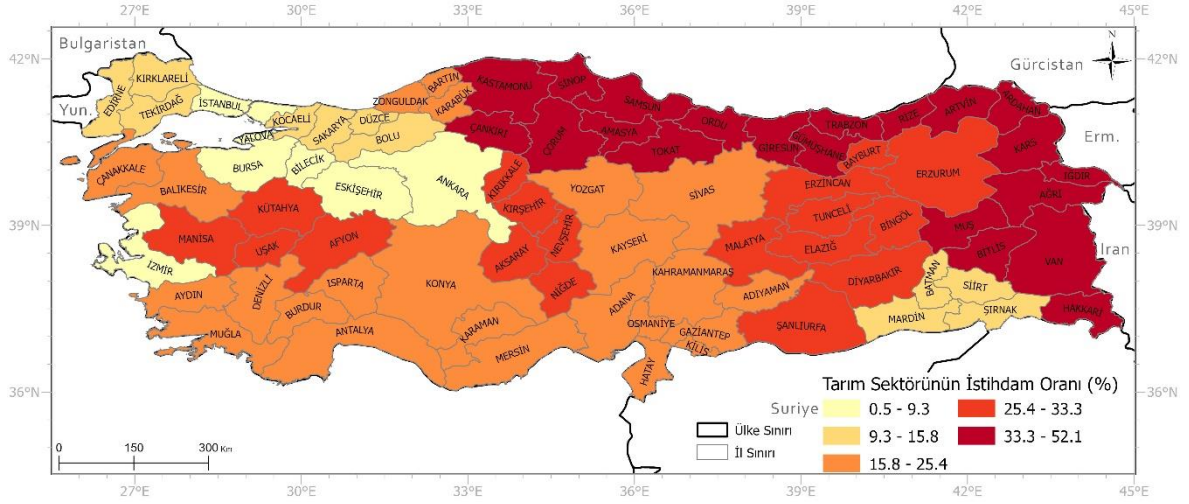 27°E 30°E 33°E 36°E 39°E 42°E 45°E
Bulgaristan
N
42°N 42°N
Gürcistan
KIRKLARELİ
EDİRNE
TEKİRDAĞ
Yun.
İSTANBUL
KOCAELİ
YALOVA
SAKARYA
DÜZCE
BOLU
ZONGULDAK
BARTIN
KARABÜK
KASTAMONU
SİNOP
SAMSUN
ÇANKIRI
ÇORUM
AMASYA
TOKAT
ORDU
GİRESUN
TRABZON
GÜMÜŞHANE
RİZE
ARTVİN
ARDAHAN
KARS
Erm.
BAYBURT
ERZURUM
IĞDIR
AĞRI
ÇANAKKALE
BALIKESİR
BURSA
BİLECİK
ESKİŞEHİR
ANKARA
KIRIKKALE
KIRŞEHİR
YOZGAT
SİVAS
ERZİNCAN
TUNCELİ
BİNGÖL
MUŞ
39°N 39°N
KÜTAHYA
MANİSA
UŞAK
AFYON
AKSARAY
NEVŞEHİR
KAYSERİ
MALATYA
ELAZIĞ
BİTLİS
VAN
İran
İZMİR
AYDIN
DENİZLİ
ISPARTA
KONYA
NİĞDE
KAHRAMANMARAŞ
ADIYAMAN
DİYARBAKIR
BATMAN
SİİRT
BURDUR
KARAMAN
ADANA
OSMANİYE
GAZİANTEP
ŞANLIURFA
MARDİN
ŞIRNAK
HAKKARİ
MUĞLA
ANTALYA
MERSİN
KİLİS
HATAY
36°N 36°N
Suriye
Tarım Sektörünün İstihdam Oranı (%)
0.5 - 9.3
25.4 - 33.3
Ülke Sınırı
9.3 - 15.8
33.3 - 52.1
İl Sınırı
15.8 - 25.4
0 150 300 Km
27°E 30°E 33°E 36°E 39°E 42°E 45°E